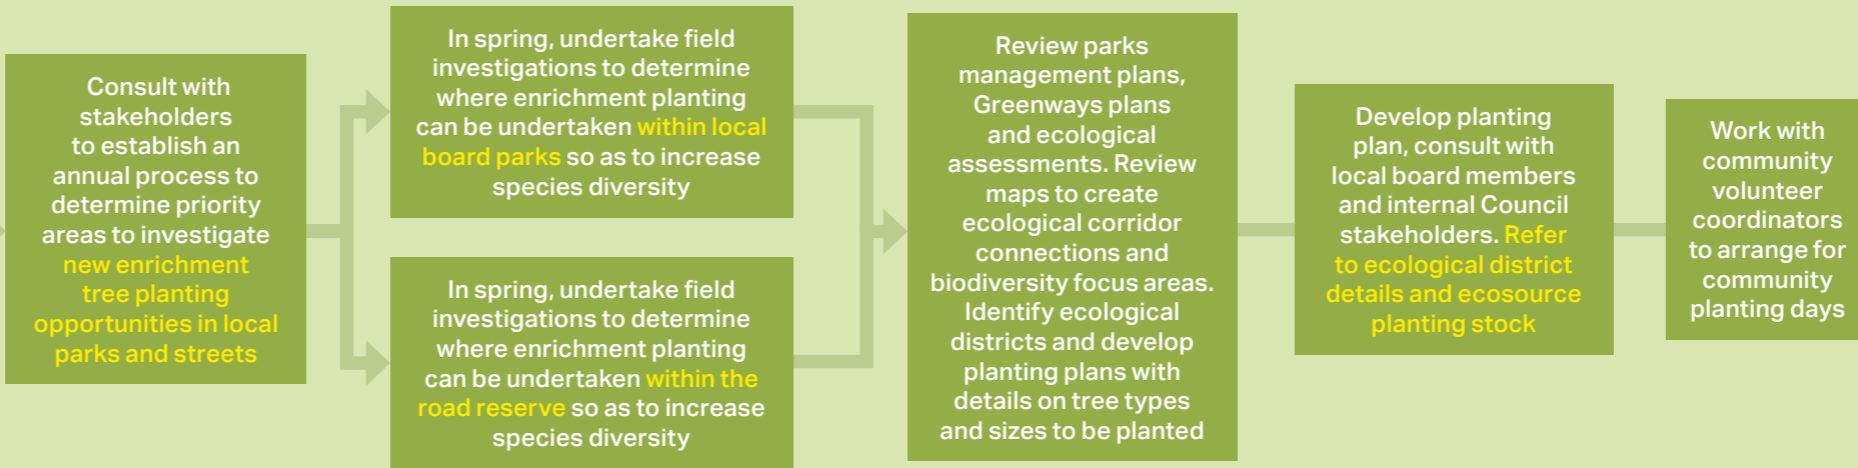 Consult with
stakeholders
to establish an
annual process to
determine priority
areas to investigate
new enrichment
tree planting
opportunities in local
parks and streets
In spring, undertake field
investigations to determine
where enrichment planting
can be undertaken within local
board parks so as to increase
species diversity
In spring, undertake field
investigations to determine
where enrichment planting
can be undertaken within the
road reserve so as to increase
species diversity
Review parks
management plans,
Greenways plans
and ecological
assessments. Review
maps to create
ecological corridor
connections and
biodiversity focus areas.
Identify ecological
districts and develop
planting plans with
details on tree types
and sizes to be planted
Develop planting
plan, consult with
local board members
and internal Council
stakeholders. Refer
to ecological district
details and ecosource
planting stock
Work with
community
volunteer
coordinators
to arrange for
community
planting days